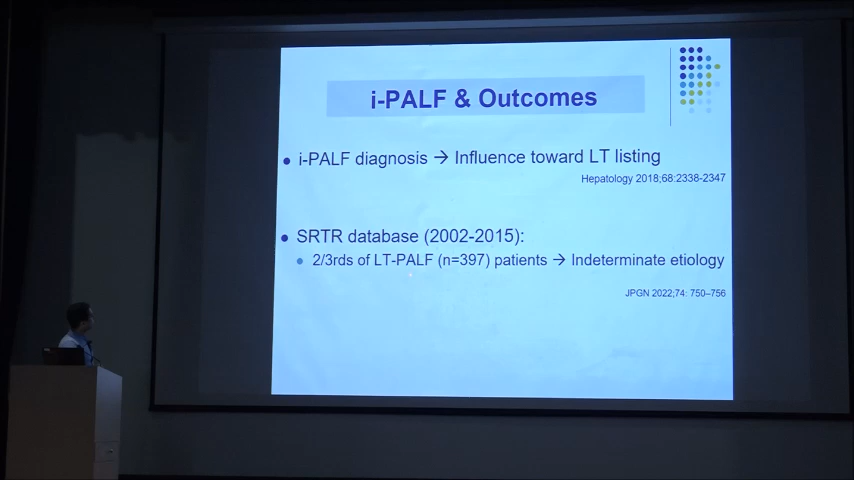 i-PALF & Outcomes
i-PALF diagnosis → Influence toward LT listing
Hepatology 2018;68:2338-2347
SRTR database (2002-2015):
2/3rds of LT-PALF (n=397) patients → Indeterminate etiology
JPGN 2022;74: 750–756